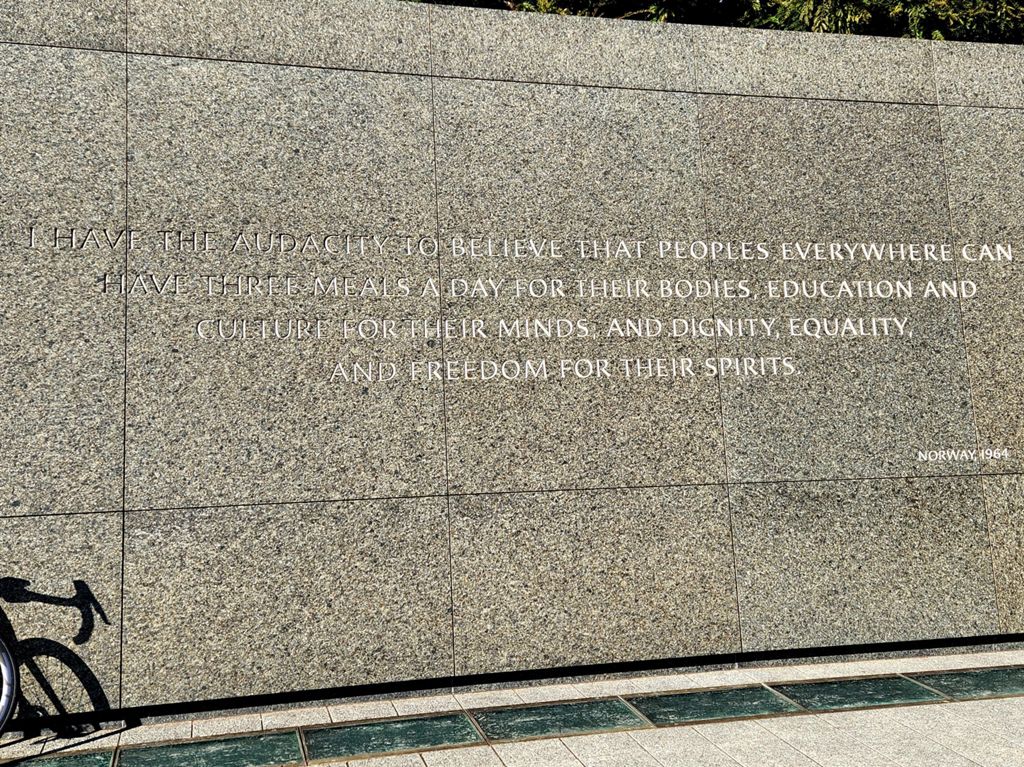 I HAVE THE AUDACITY TO BELIEVE THAT PEOPLES EVERYWHERE CAN
HAVE THREE MEALS A DAY FOR THEIR BODIES, EDUCATION AND
CULTURE FOR THEIR MINDS, AND DIGNITY, EQUALITY,
AND FREEDOM FOR THEIR SPIRITS.
NORWAY, 1964